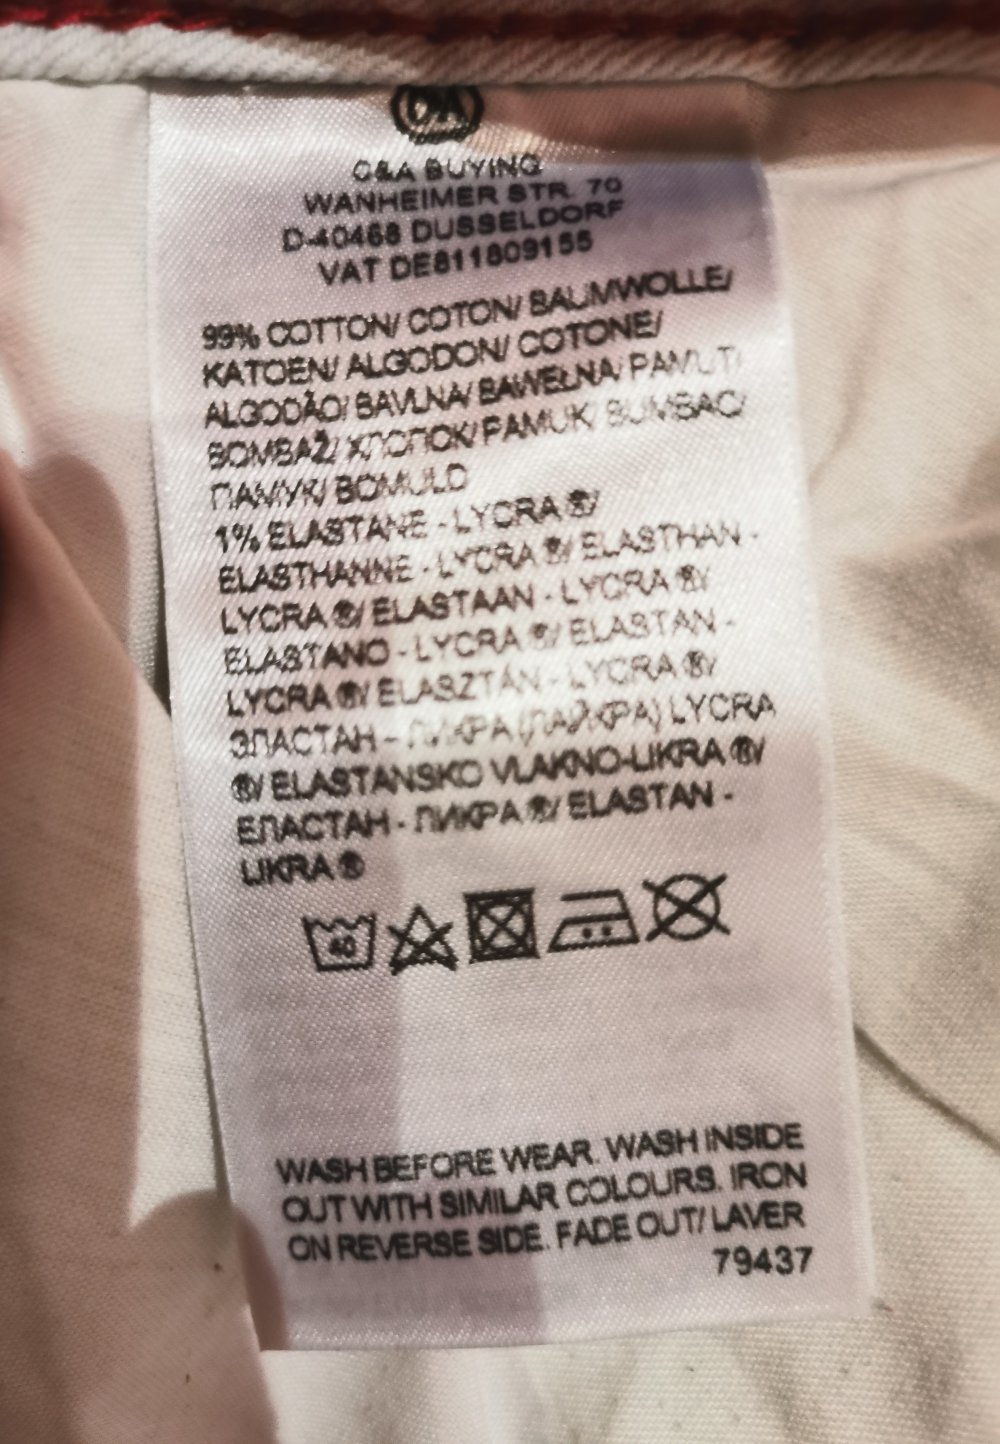 C&A
C&A BUYING
WANHEIMER STR. 70
D-40468 DUSSELDORF
VAT DE811809155
99% COTTON/ COTON/ BAUMWOLLE/
KATOEN/ ALGODON/ COTONE/
ALGODÃO/ BAVLNA/ BAWEŁNA/ PAMUT/
BOMBAŽ/ ХЛОПОК/ PAMUK/ BUMBAC/
ПАМУК/ BOMULD
1% ELASTANE - LYCRA ®/
ELASTHANNE - LYCRA ®/ ELASTHAN -
LYCRA ®/ ELASTAAN - LYCRA ®/
ELASTANO - LYCRA ®/ ELASTAN -
LYCRA ®/ ELASZTÁN - LYCRA ®/
ЭЛАСТАН - ЛИКРА (ЛАЙКРА) LYCRA
®/ ELASTANSKO VLAKNO-LIKRA ®/
ЕЛАСТАН - ЛИКРА ®/ ELASTAN -
LIKRA ®
40
WASH BEFORE WEAR. WASH INSIDE
OUT WITH SIMILAR COLOURS. IRON
ON REVERSE SIDE. FADE OUT/ LAVER
79437